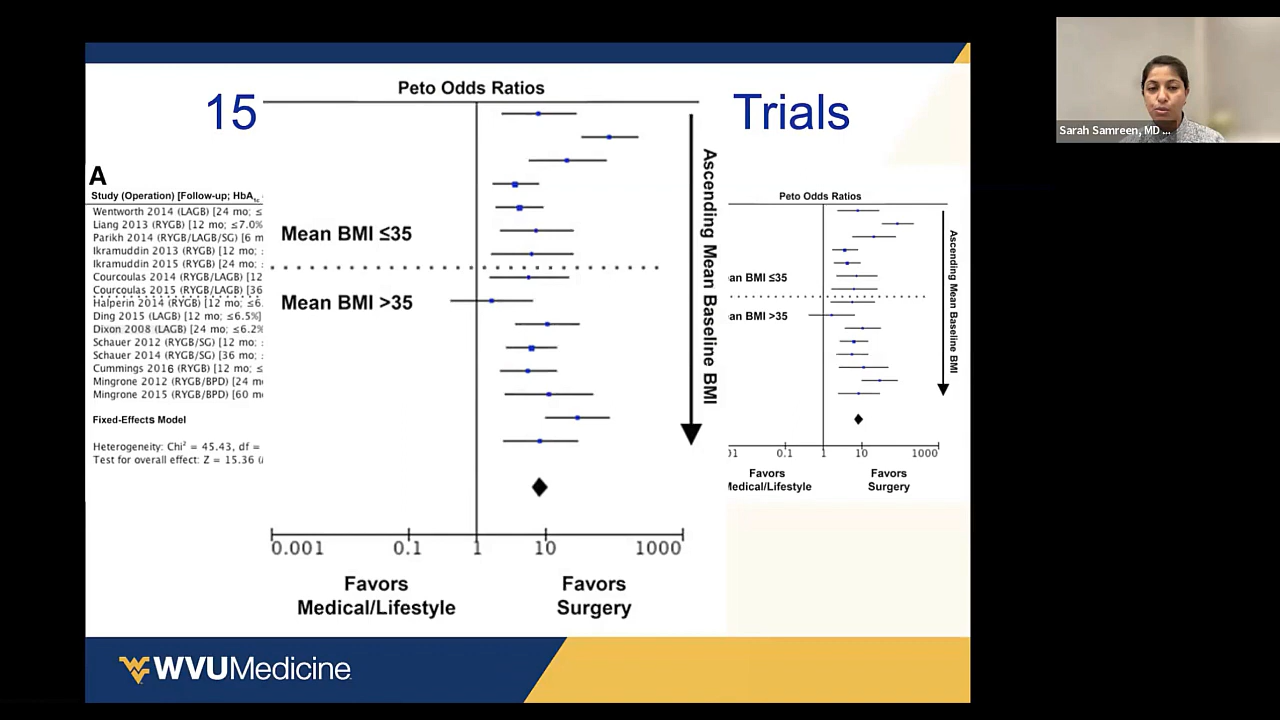 15
Trials
Peto Odds Ratios
Mean BMI ≤35
Mean BMI >35
Ascending Mean Baseline BMI
0.001 0.1 1 10 1000
Favors
Medical/Lifestyle
Favors
Surgery
A
Study (Operation) [Follow-up; HbA1c
Wentworth 2014 (LAGB) [24 mo; ≤
Liang 2013 (RYGB) [12 mo; ≤7.0%
Parikh 2014 (RYGB/LAGB/SG) [6 m
Ikramuddin 2013 (RYGB) [12 mo;
Ikramuddin 2015 (RYGB) [24 mo;
Courcoulas 2014 (RYGB/LAGB) [12
Courcoulas 2015 (RYGB/LAGB) [36
Halperin 2014 (RYGB) [12 mo; ≤6.
Ding 2015 (LAGB) [12 mo; ≤6.5%]
Dixon 2008 (LAGB) [24 mo; ≤6.2%
Schauer 2012 (RYGB/SG) [12 mo;
Schauer 2014 (RYGB/SG) [36 mo;
Cummings 2016 (RYGB) [12 mo; ≤
Mingrone 2012 (RYGB/BPD) [24 m
Mingrone 2015 (RYGB/BPD) [60 m
Fixed-Effects Model
Heterogeneity: Chi² = 45.43, df =
Test for overall effect: Z = 15.36 (
Peto Odds Ratios
an BMI ≤35
an BMI >35
Ascending Mean Baseline BMI
01 0.1 1 10 1000
Favors
Medical/Lifestyle
Favors
Surgery
WVUMedicine
Sarah Samreen, MD ...